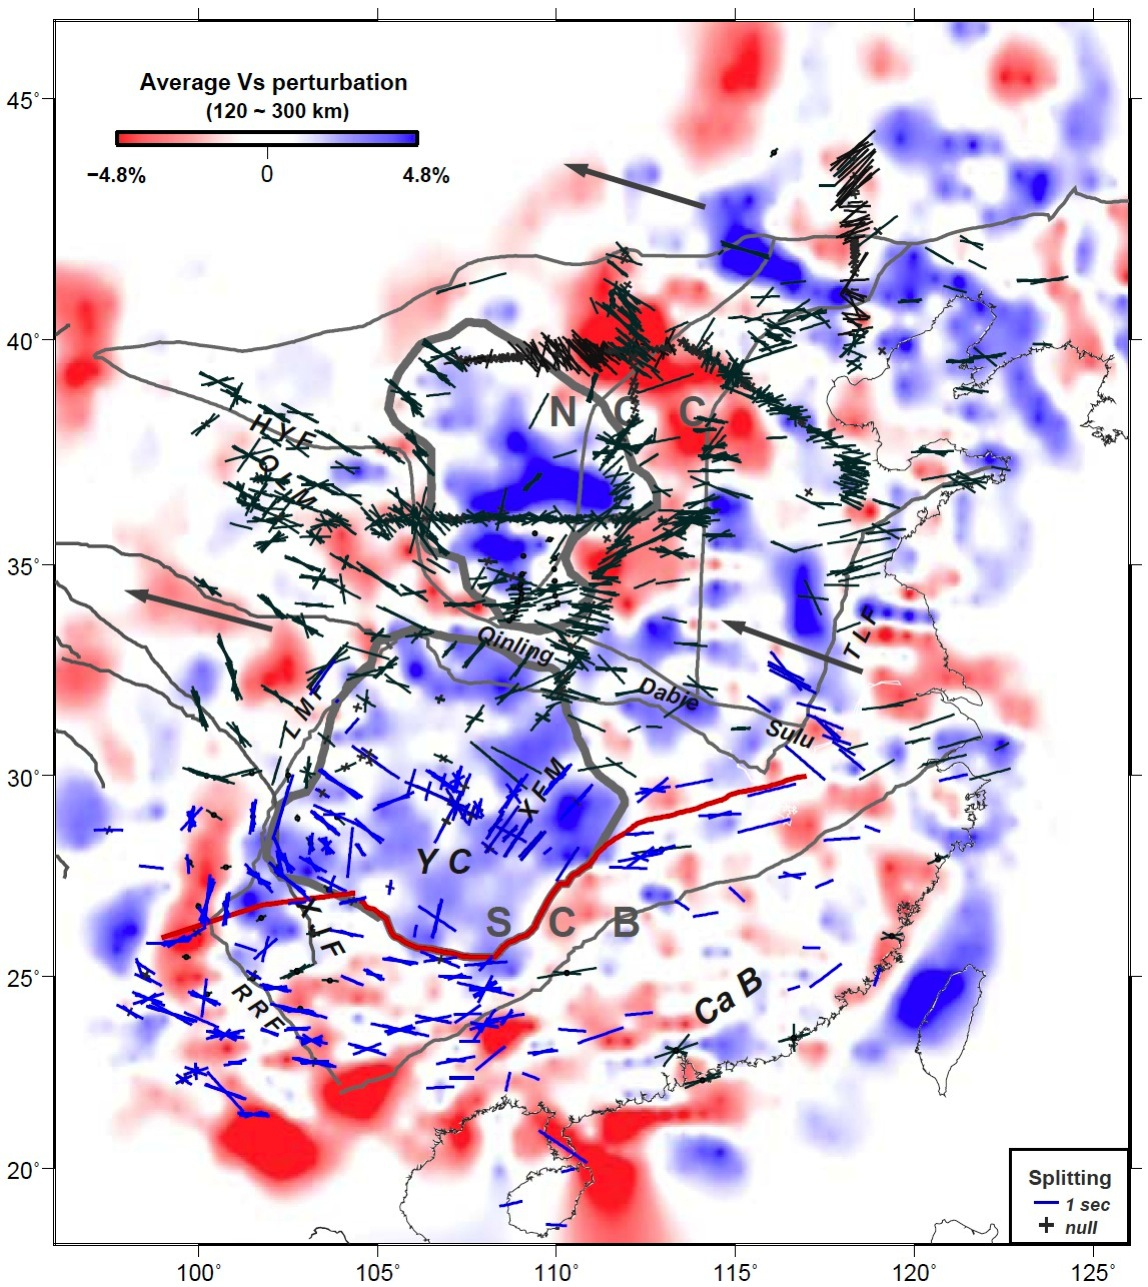 Average Vs perturbation
(120 ~ 300 km)
−4.8%
0
4.8%
45°
40°
35°
30°
25°
20°
N C C
HYF
QLM
Qinling
Dabie
Sulu
TLF
LMF
XFM
Y C
S C B
XJF
RRF
Ca B
Splitting
1 sec
null
100°
105°
110°
115°
120°
125°